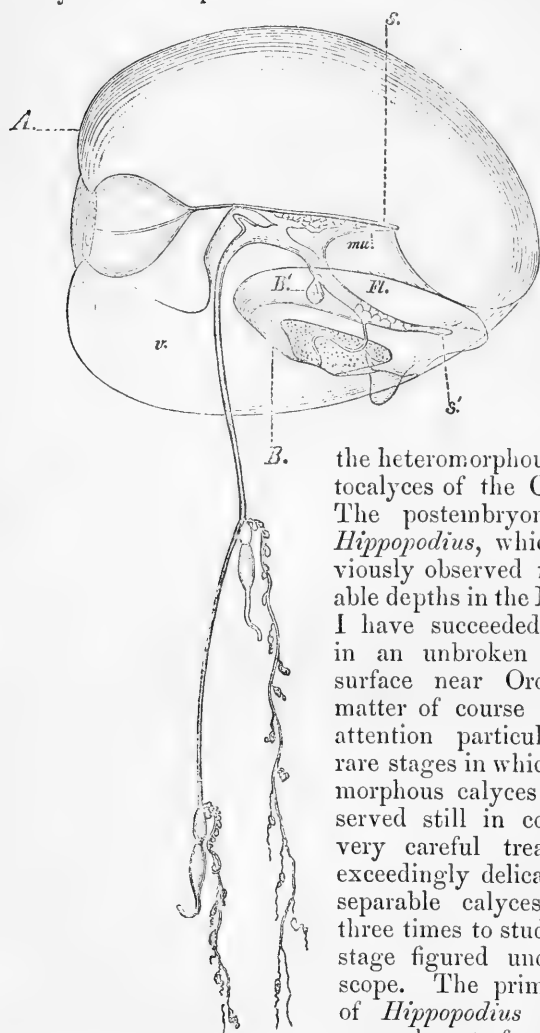 s.
A.
mu.
B'.
Fl.
v.
s'.
B.
the heteromorphou
tocalyces of the C
The postembryon
Hippopodius, whic
viously observed
able depths in the
I have succeeded
in an unbroken
surface near Oro
matter of course
attention particul
rare stages in whic
morphous calyces
served still in co
very careful trea
exceedingly delica
separable calyces
three times to stud
stage figured und
scope. The prim
of Hippopodius